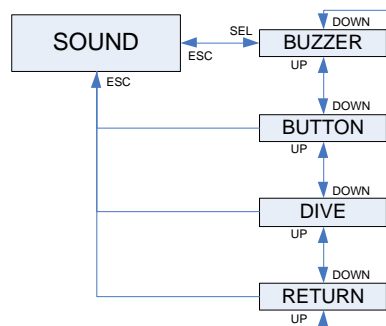 DOWN
SOUND
SEL
BUZZER
ESC
UP
ESC
DOWN
BUTTON
UP
DOWN
DIVE
UP
DOWN
RETURN
UP